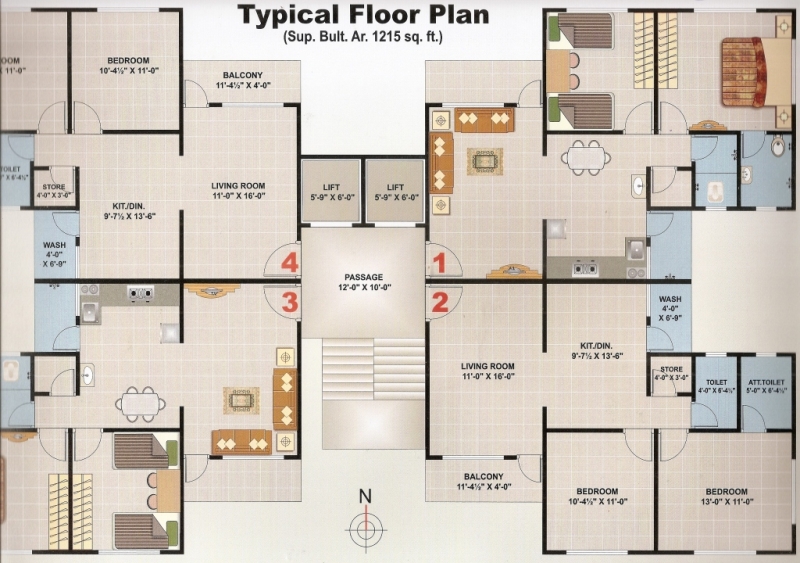 Typical Floor Plan
(Sup. Bult. Ar. 1215 sq. ft.)
OOM
X 11'-0"
BEDROOM
10'-4½" X 11'-0"
BALCONY
11'-4½" X 4'-0"
TOILET
X 6'-4½"
STORE
4'-0" X 3'-0"
KIT./DIN.
9'-7½ X 13'-6"
LIVING ROOM
11'-0" X 16'-0"
LIFT
5'-9" X 6'-0"
LIFT
5'-9" X 6'-0"
WASH
4'-0"
X 6'-9"
4
1
PASSAGE
12'-0" X 10'-0"
3
2
WASH
4'-0"
X 6'-9"
KIT./DIN.
9'-7½ X 13'-6"
LIVING ROOM
11'-0" X 16'-0"
STORE
4'-0" X 3'-0"
TOILET
4'-0" X 6'-4½"
ATT.TOILET
5'-0" X 6'-4½"
BALCONY
11'-4½" X 4'-0"
BEDROOM
10'-4½" X 11'-0"
BEDROOM
13'-0" X 11'-0"
N